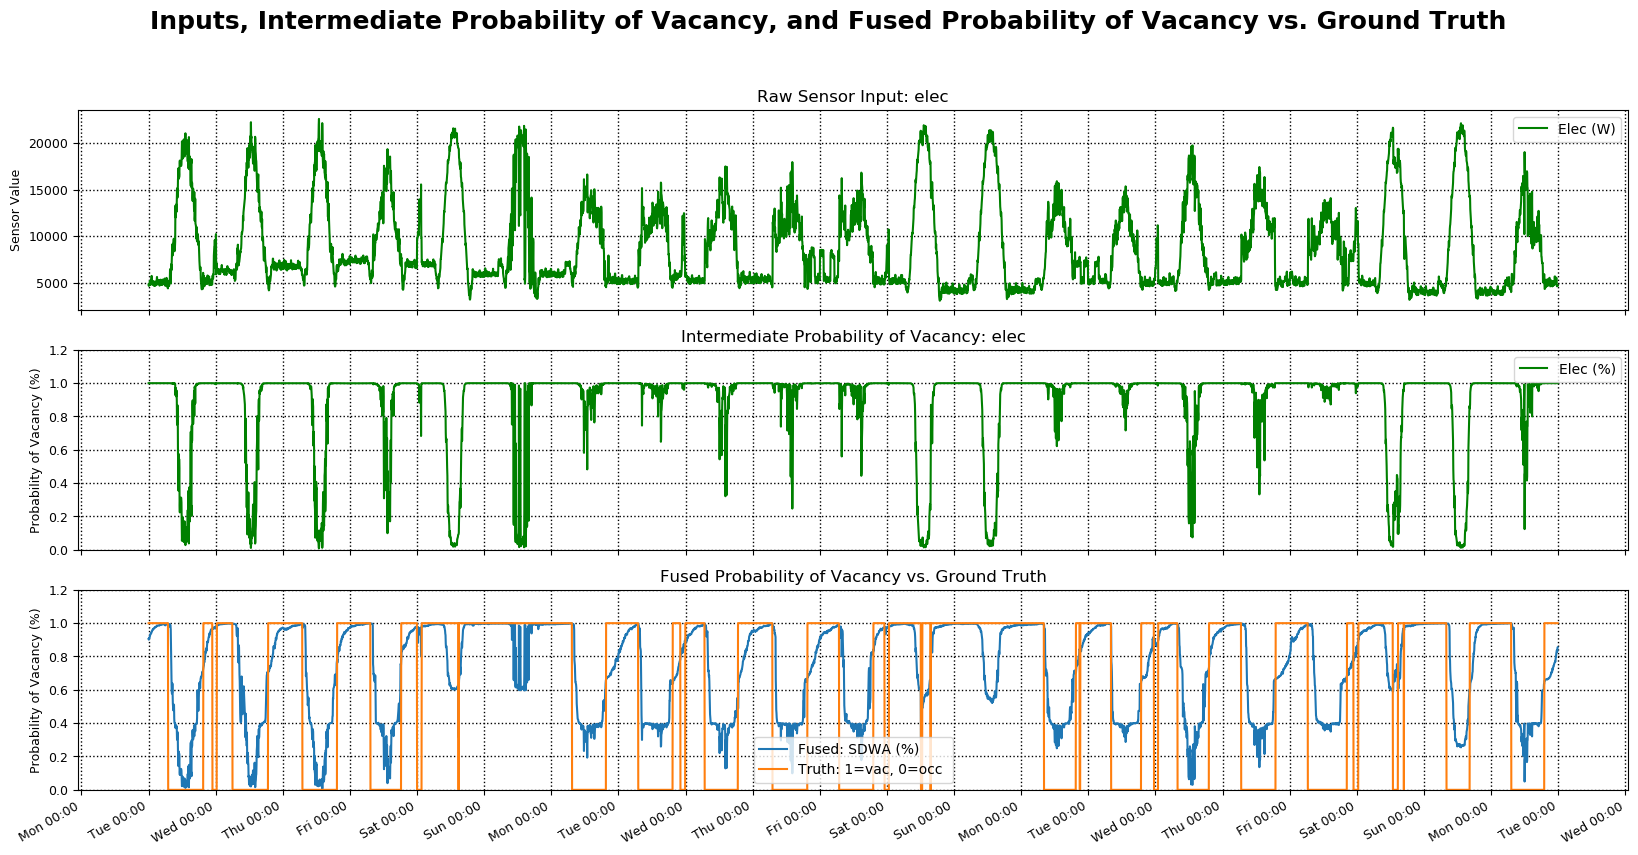 Inputs, Intermediate Probability of Vacancy, and Fused Probability of Vacancy vs. Ground Truth
Raw Sensor Input: elec
Sensor Value
20000
15000
10000
5000
Elec (W)
Intermediate Probability of Vacancy: elec
Probability of Vacancy (%)
1.2
1.0
0.8
0.6
0.4
0.2
0.0
Elec (%)
Fused Probability of Vacancy vs. Ground Truth
Probability of Vacancy (%)
1.2
1.0
0.8
0.6
0.4
0.2
0.0
Fused: SDWA (%)
Truth: 1=vac, 0=occ
Mon 00:00
Tue 00:00
Wed 00:00
Thu 00:00
Fri 00:00
Sat 00:00
Sun 00:00
Mon 00:00
Tue 00:00
Wed 00:00
Thu 00:00
Fri 00:00
Sat 00:00
Sun 00:00
Mon 00:00
Tue 00:00
Wed 00:00
Thu 00:00
Fri 00:00
Sat 00:00
Sun 00:00
Mon 00:00
Tue 00:00
Wed 00:00